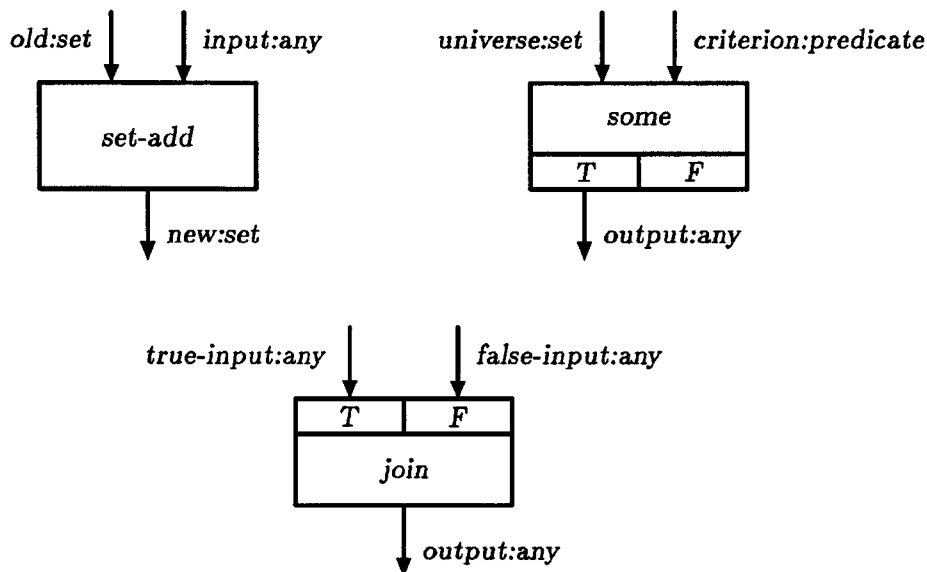 old:set input:any
set-add
new:set
universe:set criterion:predicate
some
T F
output:any
true-input:any false-input:any
T F
join
output:any